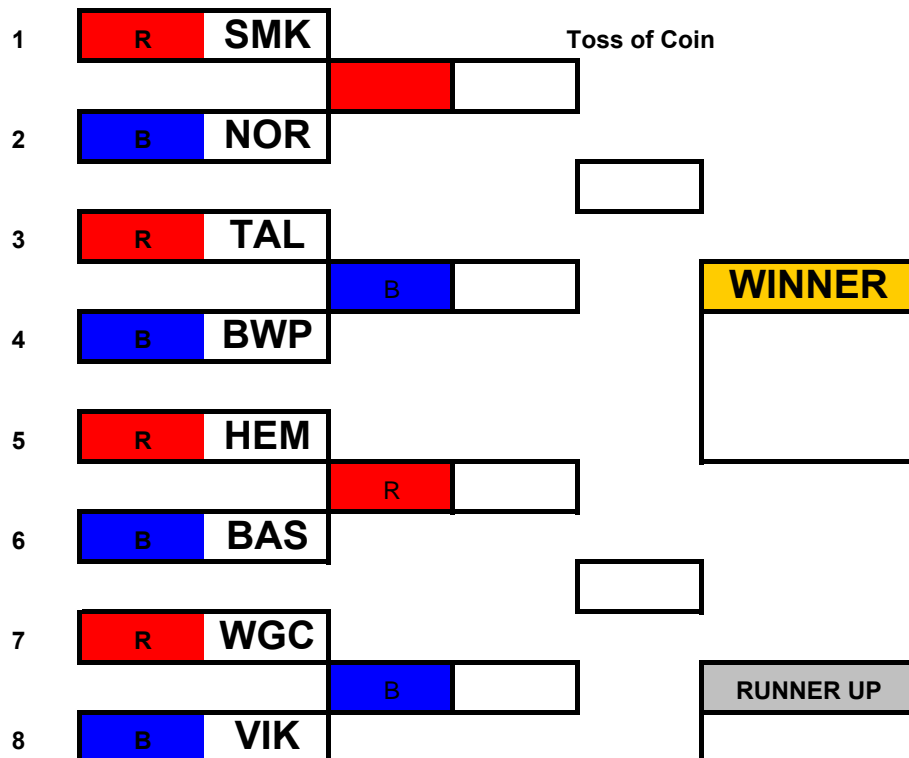 1 R SMK Toss of Coin
2 B NOR
3 R TAL
B WINNER
4 B BWP
5 R HEM
R
6 B BAS
7 R WGC
B RUNNER UP
8 B VIK